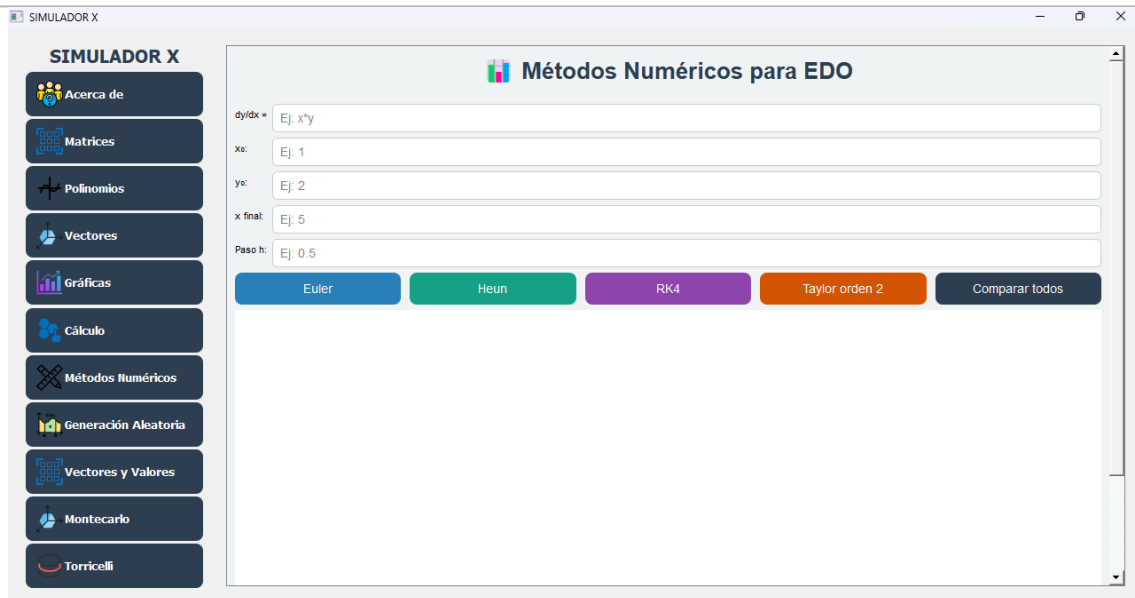 SIMULADOR X
SIMULADOR X
Acerca de
Matrices
Polinomios
Vectores
Gráficas
Cálculo
Métodos Numéricos
Generación Aleatoria
Vectores y Valores
Montecarlo
Torricelli
Métodos Numéricos para EDO
dy/dx = Ej: x*y
x₀: Ej: 1
y₀: Ej: 2
x final: Ej: 5
Paso h: Ej: 0.5
Euler Heun RK4 Taylor orden 2 Comparar todos